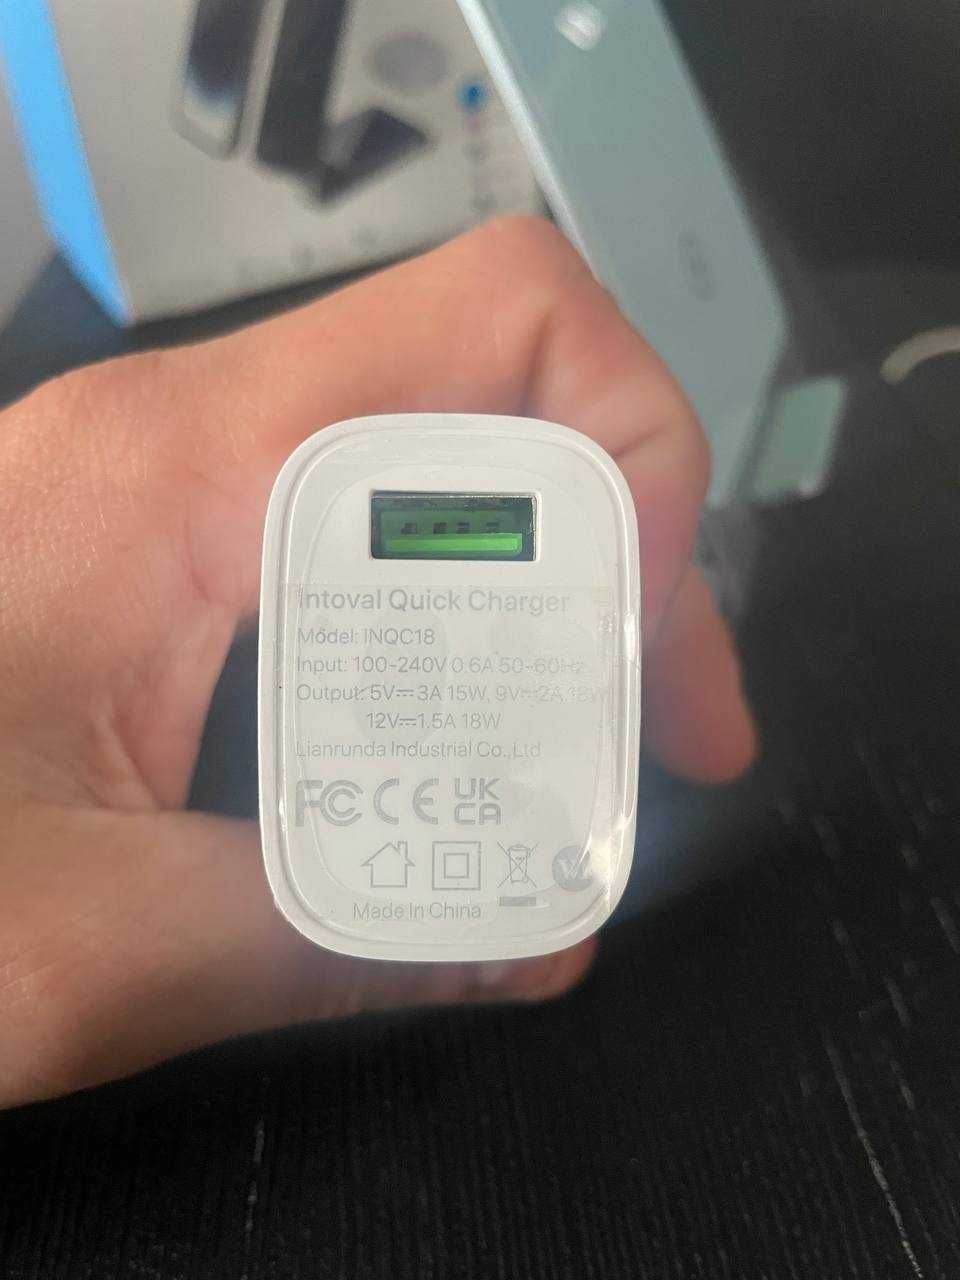 Intoval Quick Charger
Model: INQC18
Input: 100-240V 0.6A 50-60Hz
Output: 5V⎓3A 15W, 9V⎓2A 18W
12V⎓1.5A 18W
Lianrunda Industrial Co.,Ltd
FC CE UK
CA
Made In China